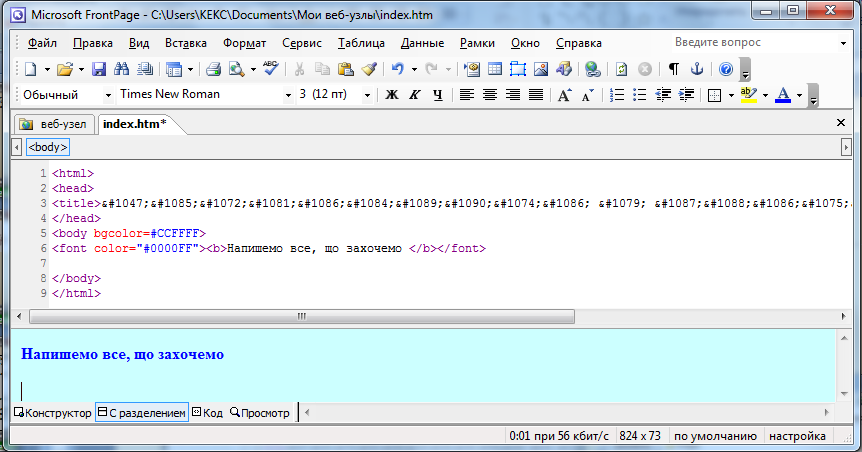 Microsoft FrontPage - C:\Users\KEKC\Documents\Мои веб-узлы\index.htm
Файл Правка Вид Вставка Формат Сервис Таблица Данные Рамки Окно Справка Введите вопрос
Обычный Times New Roman 3 (12 пт) Ж К Ч
веб-узел index.htm*
<body>
1 <html>
2 <head>
3 <title>&#1047;&#1085;&#1072;&#1081;&#1086;&#1084;&#1089;&#1090;&#1074;&#1086; &#1079; &#1087;&#1088;&#1086;&#1075;&
4 </head>
5 <body bgcolor=#CCFFFF>
6 <font color="#0000FF"><b>Напишемо все, що захочемо </b></font>
7
8 </body>
9 </html>
Напишемо все, що захочемо
Конструктор С разделением Код Просмотр
0:01 при 56 кбит/с 824 x 73 по умолчанию настройка